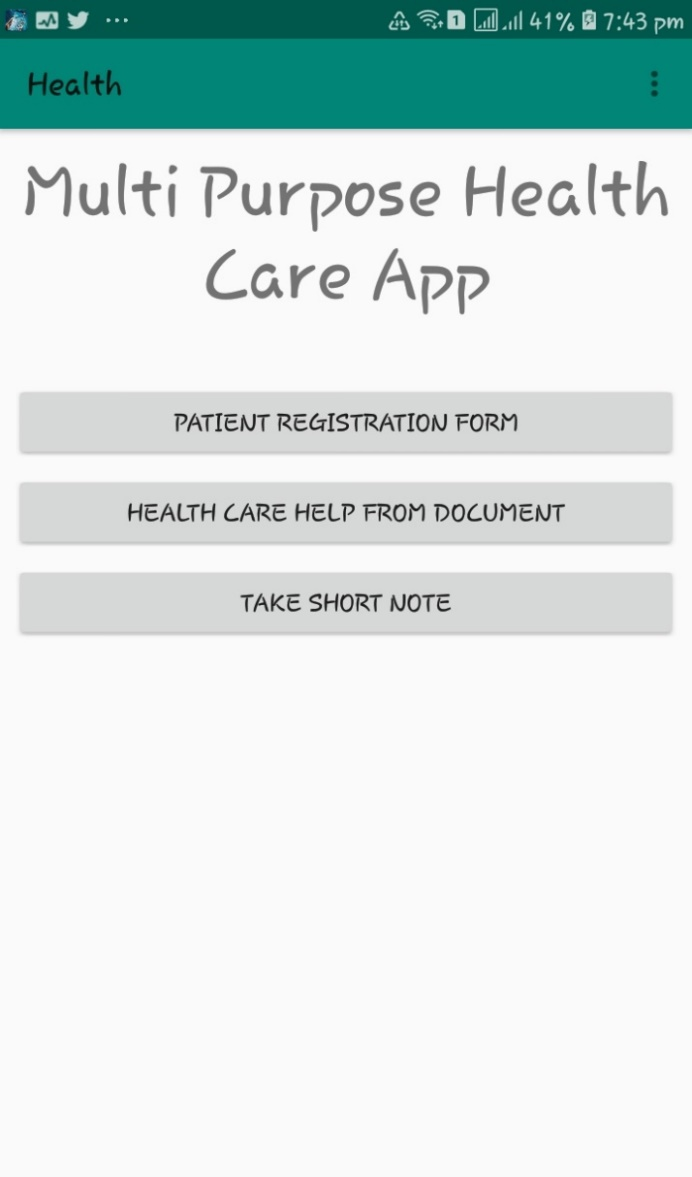 1 41% 7:43 pm
Health
Multi Purpose Health
Care App
PATIENT REGISTRATION FORM
HEALTH CARE HELP FROM DOCUMENT
TAKE SHORT NOTE